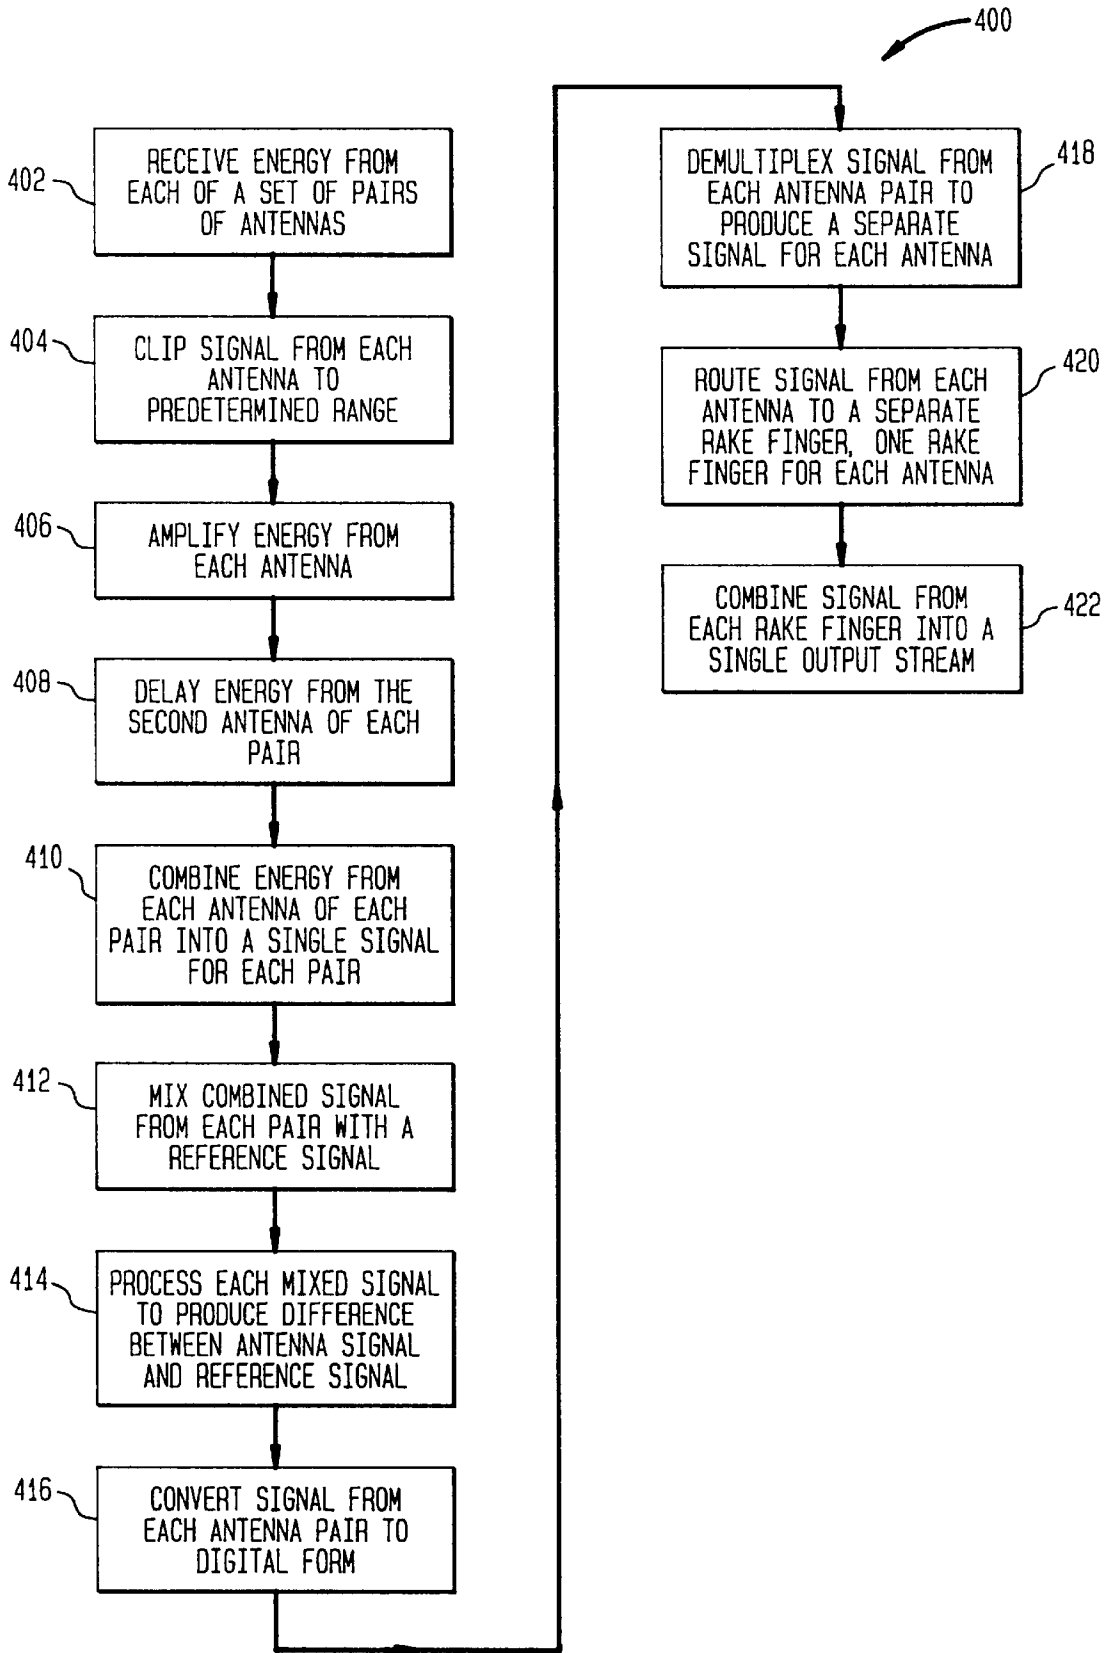 400
402
RECEIVE ENERGY FROM
EACH OF A SET OF PAIRS
OF ANTENNAS
404
CLIP SIGNAL FROM EACH
ANTENNA TO
PREDETERMINED RANGE
406
AMPLIFY ENERGY FROM
EACH ANTENNA
408
DELAY ENERGY FROM THE
SECOND ANTENNA OF EACH
PAIR
410
COMBINE ENERGY FROM
EACH ANTENNA OF EACH
PAIR INTO A SINGLE SIGNAL
FOR EACH PAIR
412
MIX COMBINED SIGNAL
FROM EACH PAIR WITH A
REFERENCE SIGNAL
414
PROCESS EACH MIXED SIGNAL
TO PRODUCE DIFFERENCE
BETWEEN ANTENNA SIGNAL
AND REFERENCE SIGNAL
416
CONVERT SIGNAL FROM
EACH ANTENNA PAIR TO
DIGITAL FORM
418
DEMULTIPLEX SIGNAL FROM
EACH ANTENNA PAIR TO
PRODUCE A SEPARATE
SIGNAL FOR EACH ANTENNA
420
ROUTE SIGNAL FROM EACH
ANTENNA TO A SEPARATE
RAKE FINGER, ONE RAKE
FINGER FOR EACH ANTENNA
422
COMBINE SIGNAL FROM
EACH RAKE FINGER INTO A
SINGLE OUTPUT STREAM